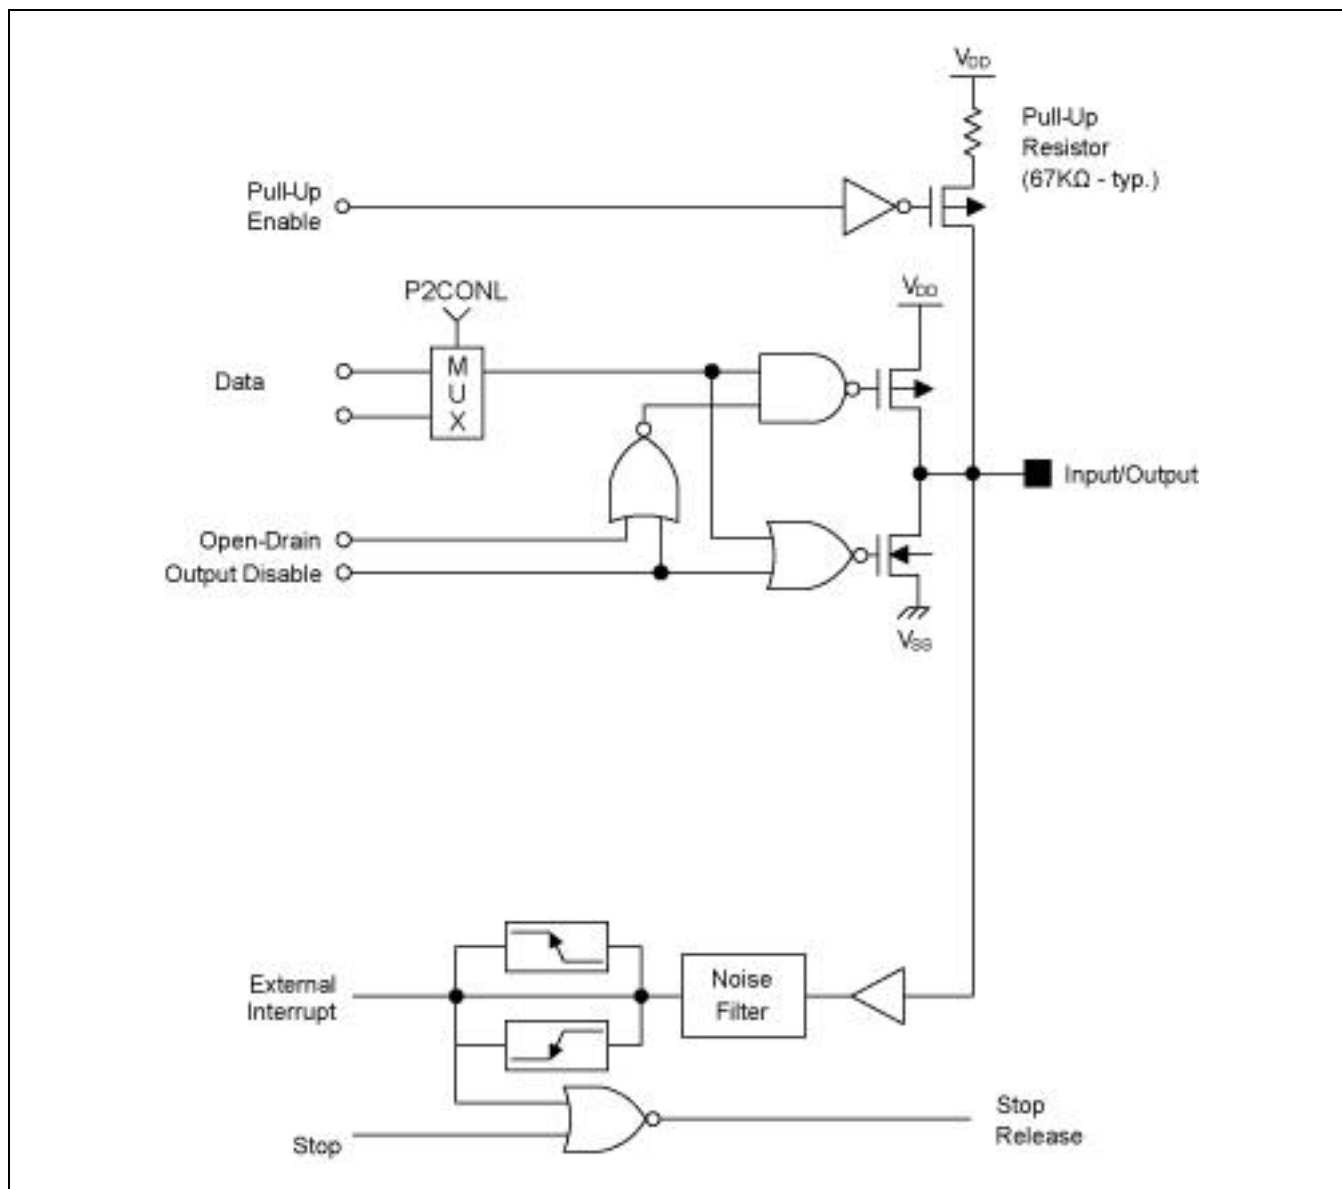 VDD
Pull-Up
Resistor
(67KΩ - typ.)
Pull-Up
Enable
P2CONL
VDD
Data
M
U
X
Input/Output
Open-Drain
Output Disable
VSS
External
Interrupt
Noise
Filter
Stop
Stop
Release